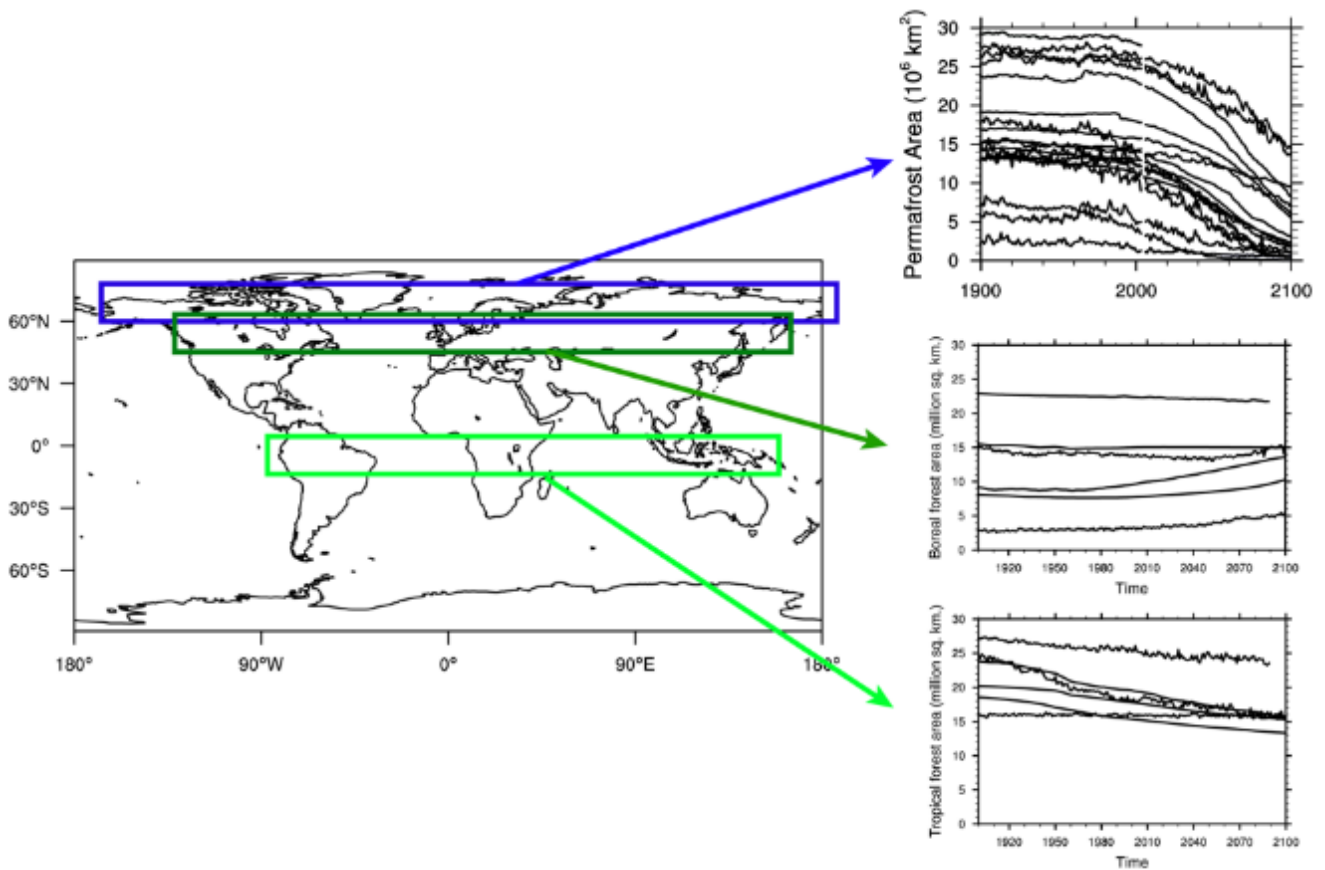 Permafrost Area (10⁶ km²)
30
25
20
15
10
5
0
1900 2000 2100
60°N
30°N
0°
30°S
60°S
180° 90°W 0° 90°E 180°
Boreal forest area (million sq. km.)
30
25
20
15
10
5
0
1920 1950 1980 2010 2040 2070 2100
Time
Tropical forest area (million sq. km.)
30
25
20
15
10
5
0
1920 1950 1980 2010 2040 2070 2100
Time